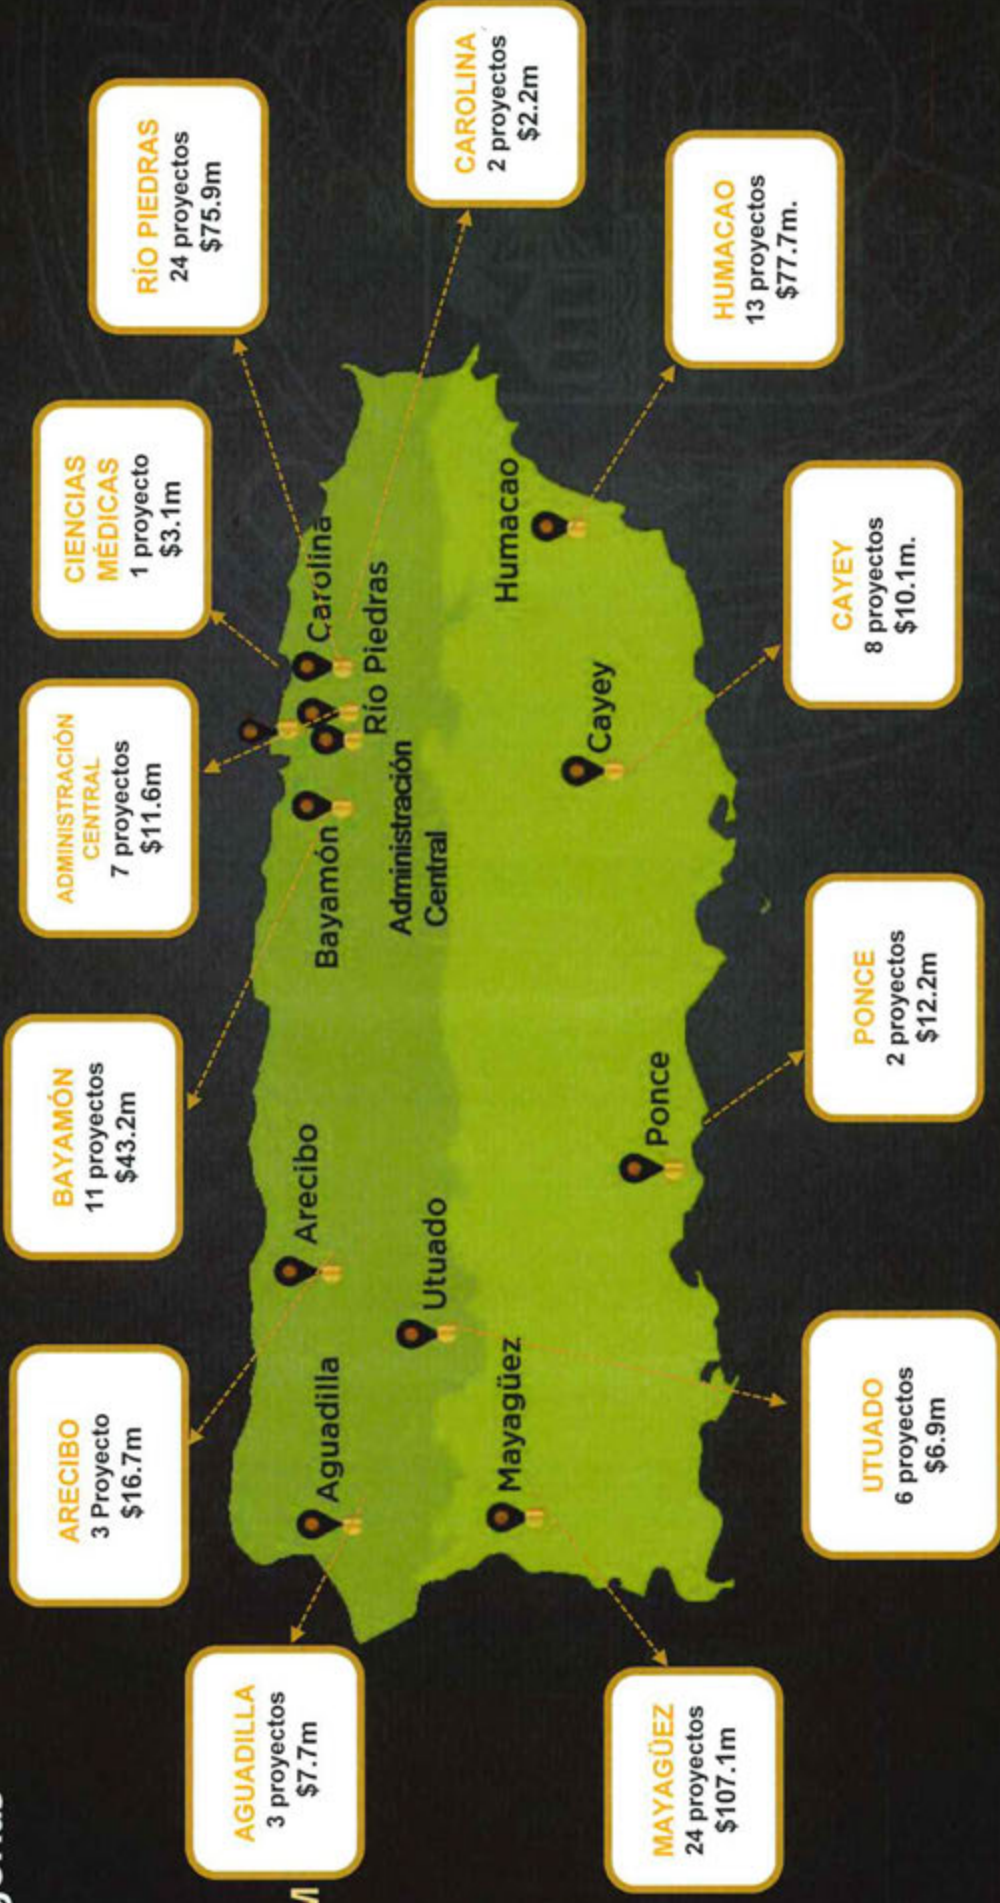 AGUADILLA
3 proyectos
$7.7m
ARECIBO
3 Proyecto
$16.7m
BAYAMÓN
11 proyectos
$43.2m
ADMINISTRACIÓN
CENTRAL
7 proyectos
$11.6m
CIENCIAS
MÉDICAS
1 proyecto
$3.1m
RÍO PIEDRAS
24 proyectos
$75.9m
CAROLINA
2 proyectos
$2.2m
Aguadilla
Arecibo
Bayamón
Carolina
Río Piedras
Administración
Central
Utuado
Mayagüez
Humacao
Cayey
Ponce
MAYAGÜEZ
24 proyectos
$107.1m
UTUADO
6 proyectos
$6.9m
PONCE
2 proyectos
$12.2m
CAYEY
8 proyectos
$10.1m.
HUMACAO
13 proyectos
$77.7m.